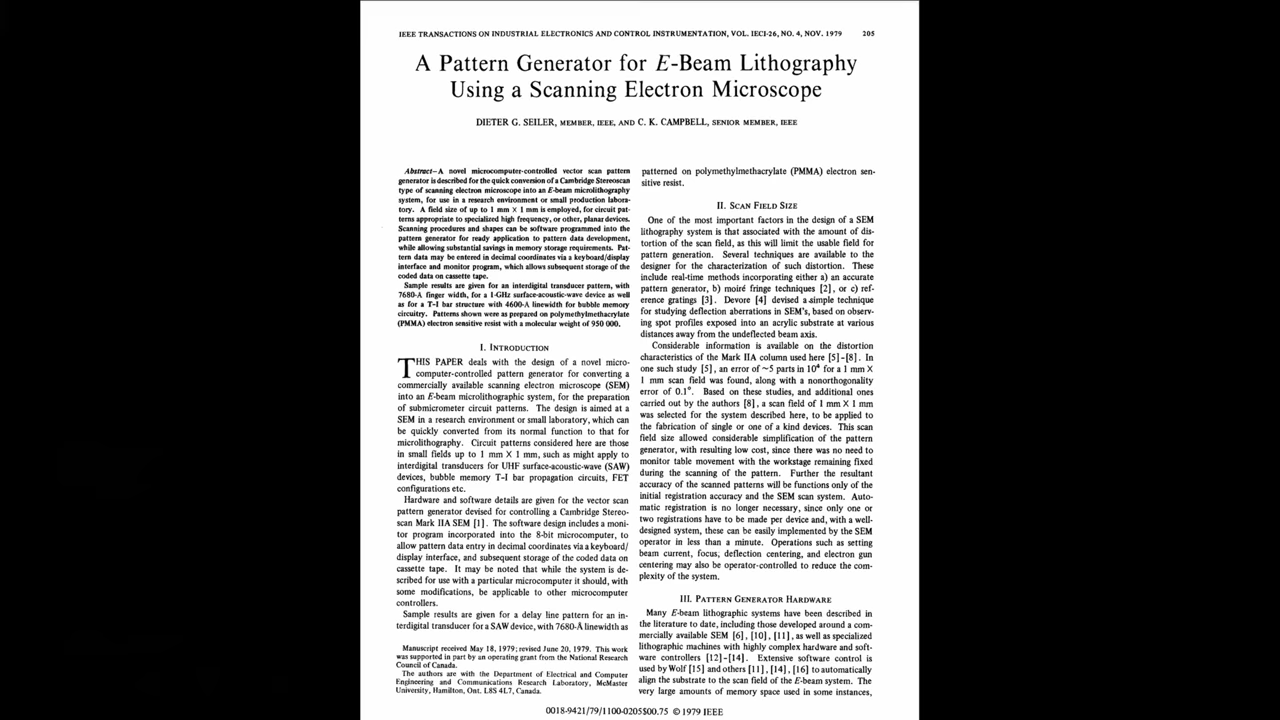 IEEE TRANSACTIONS ON INDUSTRIAL ELECTRONICS AND CONTROL INSTRUMENTATION, VOL. IECI-26, NO. 4, NOV. 1979 205
A Pattern Generator for E-Beam Lithography
Using a Scanning Electron Microscope
DIETER G. SEILER, MEMBER, IEEE, AND C. K. CAMPBELL, SENIOR MEMBER, IEEE
Abstract—A novel microcomputer-controlled vector scan pattern
generator is described for the quick conversion of a Cambridge Stereoscan
type of scanning electron microscope into an E-beam microlithography
system, for use in a research environment or small production labora-
tory. A field size of up to 1 mm × 1 mm is employed, for circuit pat-
terns appropriate to specialized high frequency, or other, planar devices.
Scanning procedures and shapes can be software programmed into the
pattern generator for ready application to pattern data development,
while allowing substantial savings in memory storage requirements. Pat-
tern data may be entered in decimal coordinates via a keyboard/display
interface and monitor program, which allows subsequent storage of the
coded data on cassette tape.
Sample results are given for an interdigital transducer pattern, with
7680-Å finger width, for a 1-GHz surface-acoustic-wave device as well
as for a T-I bar structure with 4600-Å linewidth for bubble memory
circuitry. Patterns shown were as prepared on polymethylmethacrylate
(PMMA) electron sensitive resist with a molecular weight of 950 000.
I. INTRODUCTION
THIS PAPER deals with the design of a novel micro-
computer-controlled pattern generator for converting a
commercially available scanning electron microscope (SEM)
into an E-beam microlithographic system, for the preparation
of submicrometer circuit patterns. The design is aimed at a
SEM in a research environment or small laboratory, which can
be quickly converted from its normal function to that for
microlithography. Circuit patterns considered here are those
in small fields up to 1 mm × 1 mm, such as might apply to
interdigital transducers for UHF surface-acoustic-wave (SAW)
devices, bubble memory T-I bar propagation circuits, FET
configurations etc.
Hardware and software details are given for the vector scan
pattern generator devised for controlling a Cambridge Stereo-
scan Mark IIA SEM [1]. The software design includes a moni-
tor program incorporated into the 8-bit microcomputer, to
allow pattern data entry in decimal coordinates via a keyboard/
display interface, and subsequent storage of the coded data on
cassette tape. It may be noted that while the system is de-
scribed for use with a particular microcomputer it should, with
some modifications, be applicable to other microcomputer
controllers.
Sample results are given for a delay line pattern for an in-
terdigital transducer for a SAW device, with 7680-Å linewidth as
Manuscript received May 18, 1979; revised June 20, 1979. This work
was supported in part by an operating grant from the National Research
Council of Canada.
The authors are with the Department of Electrical and Computer
Engineering and Communications Research Laboratory, McMaster
University, Hamilton, Ont. L8S 4L7, Canada.
patterned on polymethylmethacrylate (PMMA) electron sen-
sitive resist.
II. SCAN FIELD SIZE
One of the most important factors in the design of a SEM
lithography system is that associated with the amount of dis-
tortion of the scan field, as this will limit the usable field for
pattern generation. Several techniques are available to the
designer for the characterization of such distortion. These
include real-time methods incorporating either a) an accurate
pattern generator, b) moiré fringe techniques [2], or c) ref-
erence gratings [3]. Devore [4] devised a simple technique
for studying deflection aberrations in SEM's, based on observ-
ing spot profiles exposed into an acrylic substrate at various
distances away from the undeflected beam axis.
Considerable information is available on the distortion
characteristics of the Mark IIA column used here [5]-[8]. In
one such study [5], an error of ~5 parts in 10⁴ for a 1 mm ×
1 mm scan field was found, along with a nonorthogonality
error of 0.1°. Based on these studies, and additional ones
carried out by the authors [8], a scan field of 1 mm × 1 mm
was selected for the system described here, to be applied to
the fabrication of single or one of a kind devices. This scan
field size allowed considerable simplification of the pattern
generator, with resulting low cost, since there was no need to
monitor table movement with the workstage remaining fixed
during the scanning of the pattern. Further the resultant
accuracy of the scanned patterns will be functions only of the
initial registration accuracy and the SEM scan system. Auto-
matic registration is no longer necessary, since only one or
two registrations have to be made per device and, with a well-
designed system, these can be easily implemented by the SEM
operator in less than a minute. Operations such as setting
beam current, focus, deflection centering, and electron gun
centering may also be operator-controlled to reduce the com-
plexity of the system.
III. PATTERN GENERATOR HARDWARE
Many E-beam lithographic systems have been described in
the literature to date, including those developed around a com-
mercially available SEM [6], [10], [11], as well as specialized
lithographic machines with highly complex hardware and soft-
ware controllers [12]-[14]. Extensive software control is
used by Wolf [15] and others [11], [14], [16] to automatically
align the substrate to the scan field of the E-beam system. The
very large amounts of memory space used in some instances,
0018-9421/79/1100-0205$00.75 © 1979 IEEE